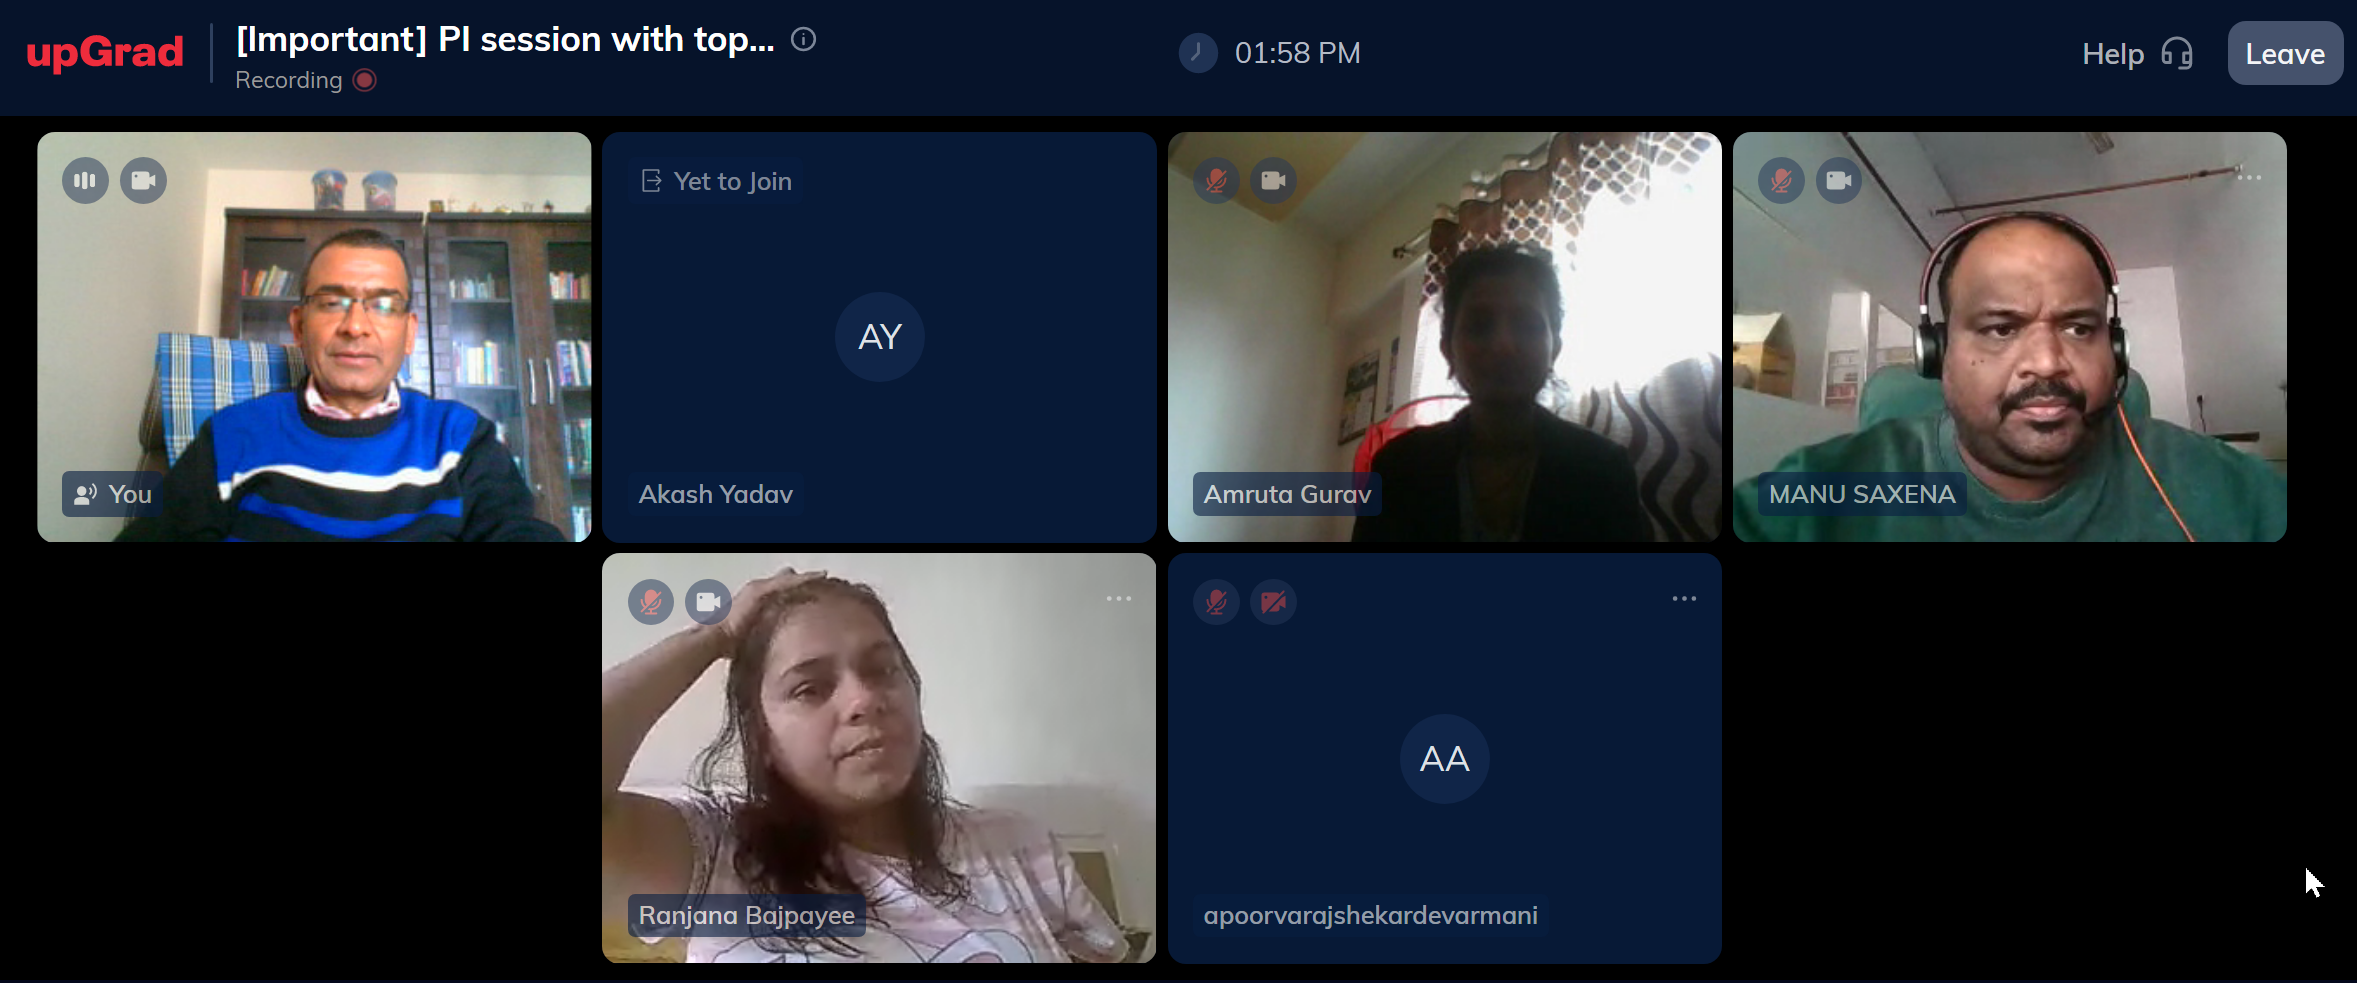 upGrad
[Important] PI session with top...
Recording
01:58 PM
Help
Leave
You
Yet to Join
AY
Akash Yadav
Amruta Gurav
MANU SAXENA
Ranjana Bajpayee
AA
apoorvarajshekardevarmani